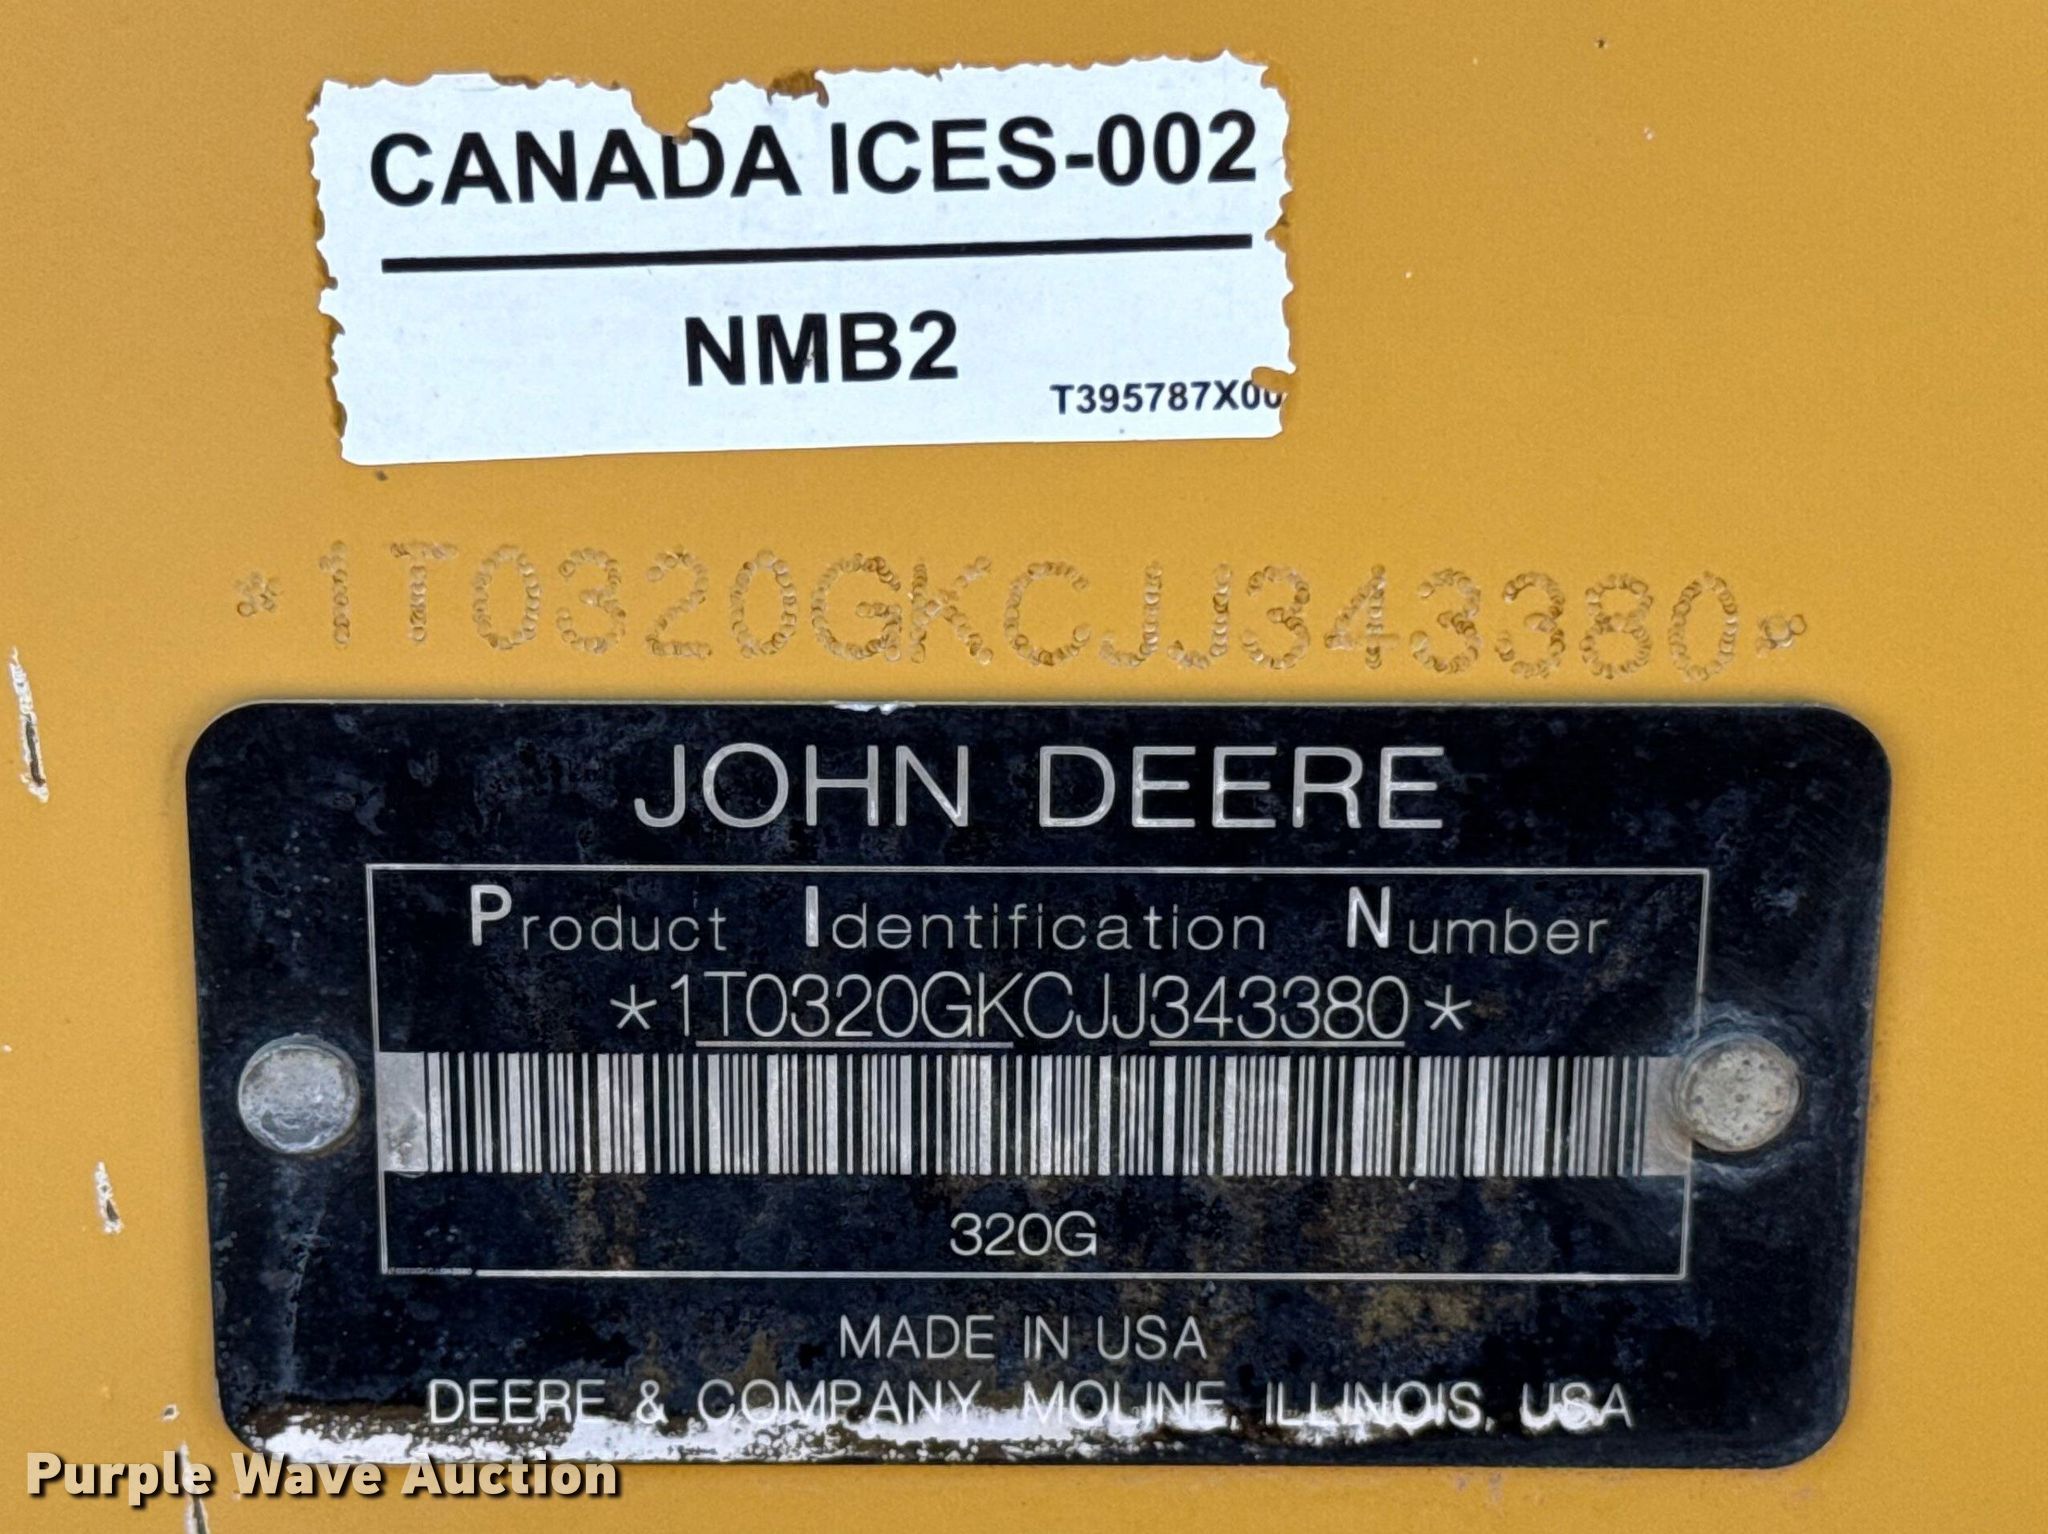 CANADA ICES-002
NMB2
T395787X00
*1T0320GKCJJ343380*
JOHN DEERE
Product Identification Number
*1T0320GKCJJ343380*
320G
MADE IN USA
DEERE & COMPANY MOLINE, ILLINOIS, USA
Purple Wave Auction